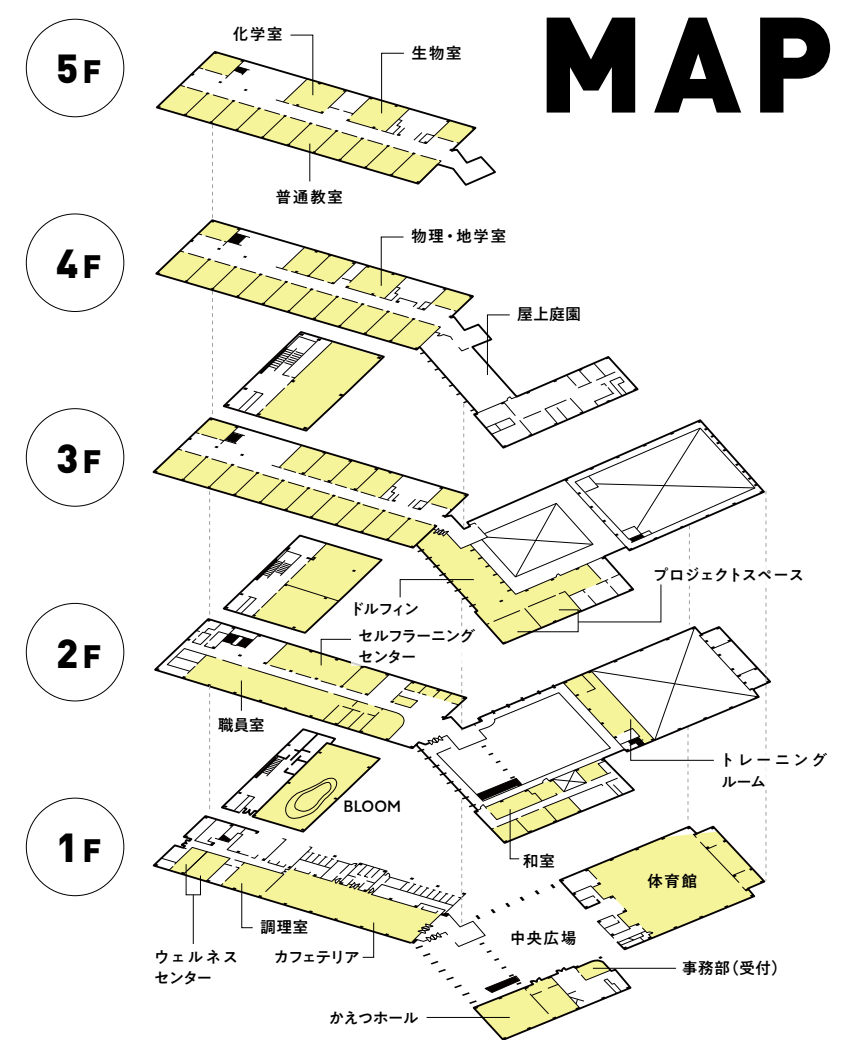 MAP
5F
化学室
生物室
普通教室
4F
物理・地学室
屋上庭園
3F
プロジェクトスペース
ドルフィン
2F
セルフラーニング
センター
職員室
トレーニング
ルーム
BLOOM
和室
1F
体育館
調理室
中央広場
ウェルネス
センター
カフェテリア
事務部（受付）
かえつホール